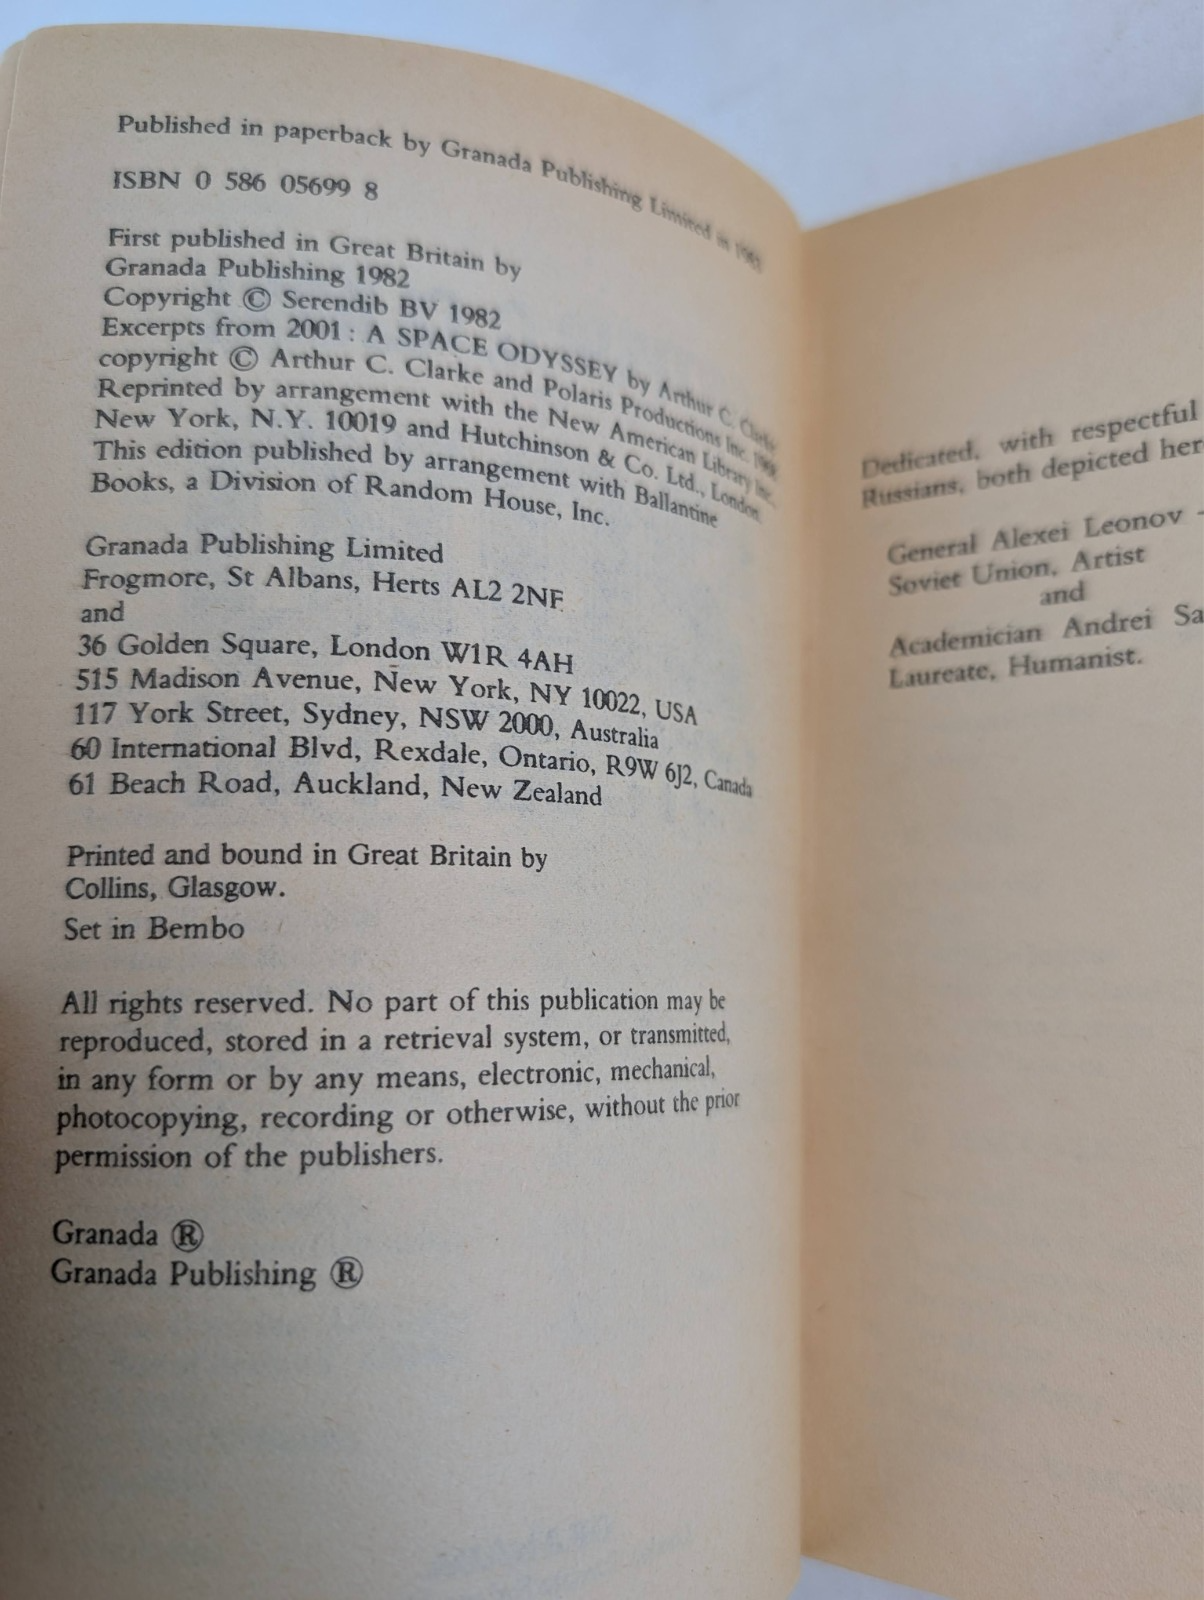 Published in paperback by Granada Publishing Limited in 1983
ISBN 0 586 05699 8
First published in Great Britain by
Granada Publishing 1982
Copyright © Serendib BV 1982
Excerpts from 2001 : A SPACE ODYSSEY by Arthur C. Clarke
copyright © Arthur C. Clarke and Polaris Productions Inc. 1968
Reprinted by arrangement with the New American Library Inc.,
New York, N.Y. 10019 and Hutchinson & Co. Ltd., London.
This edition published by arrangement with Ballantine
Books, a Division of Random House, Inc.
Granada Publishing Limited
Frogmore, St Albans, Herts AL2 2NF
and
36 Golden Square, London W1R 4AH
515 Madison Avenue, New York, NY 10022, USA
117 York Street, Sydney, NSW 2000, Australia
60 International Blvd, Rexdale, Ontario, R9W 6J2, Canada
61 Beach Road, Auckland, New Zealand
Printed and bound in Great Britain by
Collins, Glasgow.
Set in Bembo
All rights reserved. No part of this publication may be
reproduced, stored in a retrieval system, or transmitted,
in any form or by any means, electronic, mechanical,
photocopying, recording or otherwise, without the prior
permission of the publishers.
Granada ®
Granada Publishing ®
Dedicated, with respectful
Russians, both depicted her
General Alexei Leonov -
Soviet Union, Artist
and
Academician Andrei Sa
Laureate, Humanist.